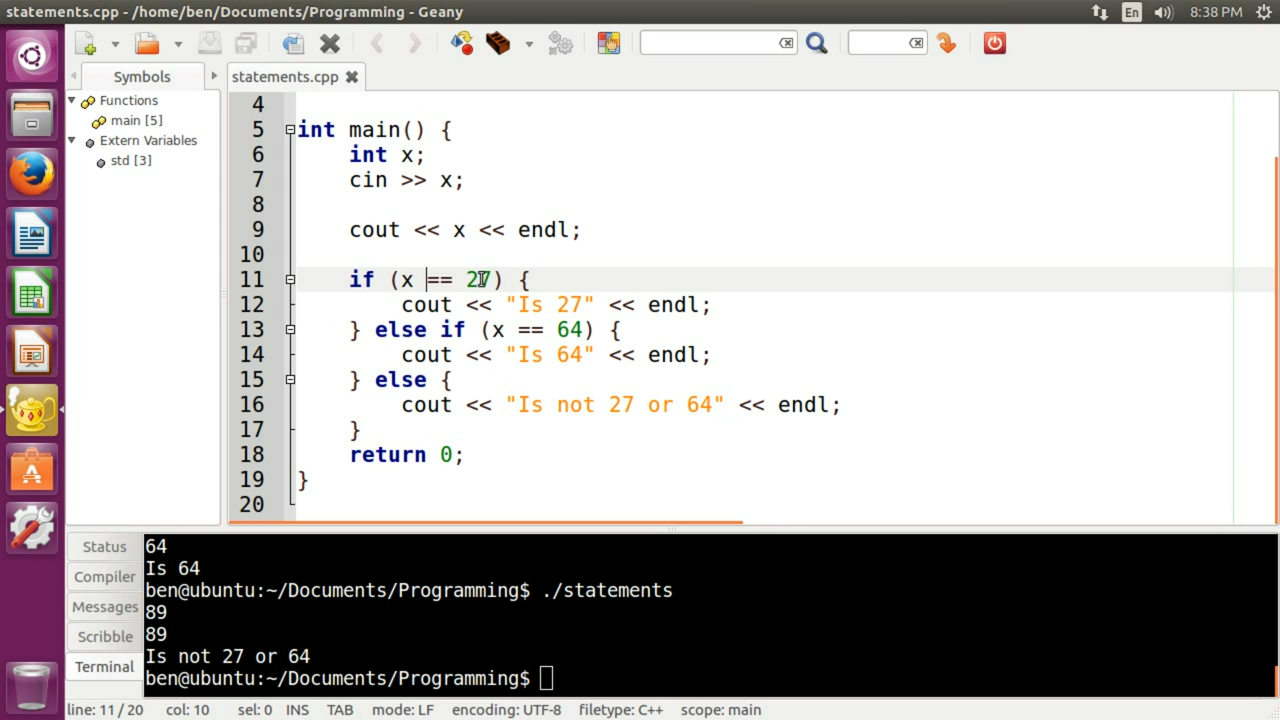 statements.cpp - /home/ben/Documents/Programming - Geany
En
8:38 PM
Symbols
statements.cpp
Functions
main [5]
Extern Variables
std [3]
4
5 int main() {
6     int x;
7     cin >> x;
8
9     cout << x << endl;
10
11     if (x == 27) {
12         cout << "Is 27" << endl;
13     } else if (x == 64) {
14         cout << "Is 64" << endl;
15     } else {
16         cout << "Is not 27 or 64" << endl;
17     }
18     return 0;
19 }
20
Status
Compiler
Messages
Scribble
Terminal
64
Is 64
ben@ubuntu:~/Documents/Programming$ ./statements
89
89
Is not 27 or 64
ben@ubuntu:~/Documents/Programming$
line: 11 / 20 col: 10 sel: 0 INS TAB mode: LF encoding: UTF-8 filetype: C++ scope: main